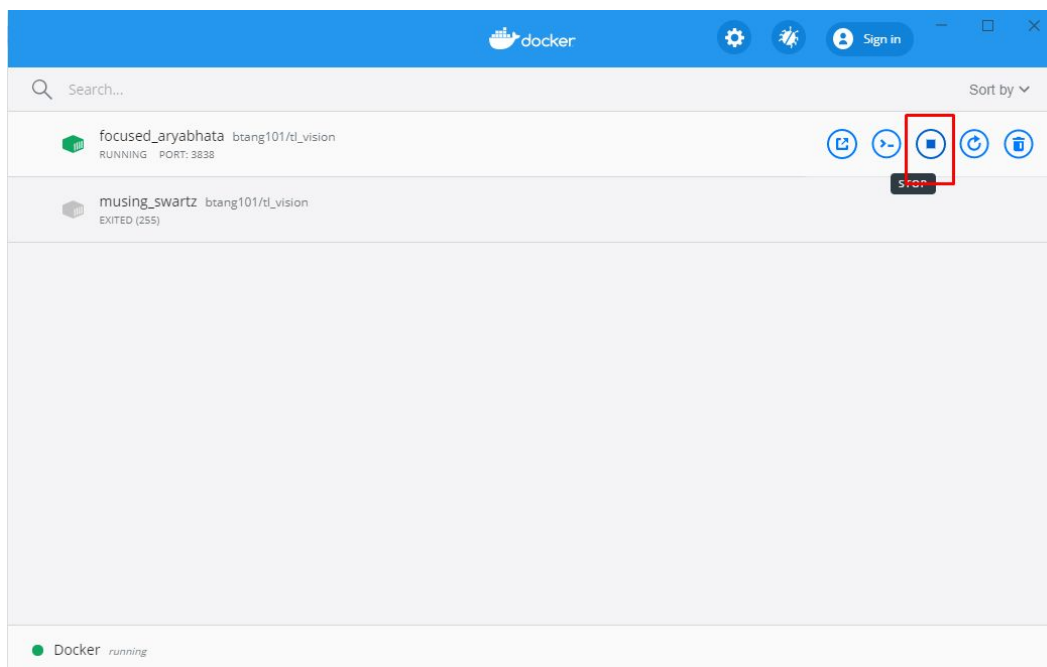 docker
Sign in
Search...
Sort by
focused_aryabhata btang101/tl_vision
RUNNING PORT: 3838
STOP
musing_swartz btang101/tl_vision
EXITED (255)
Docker running